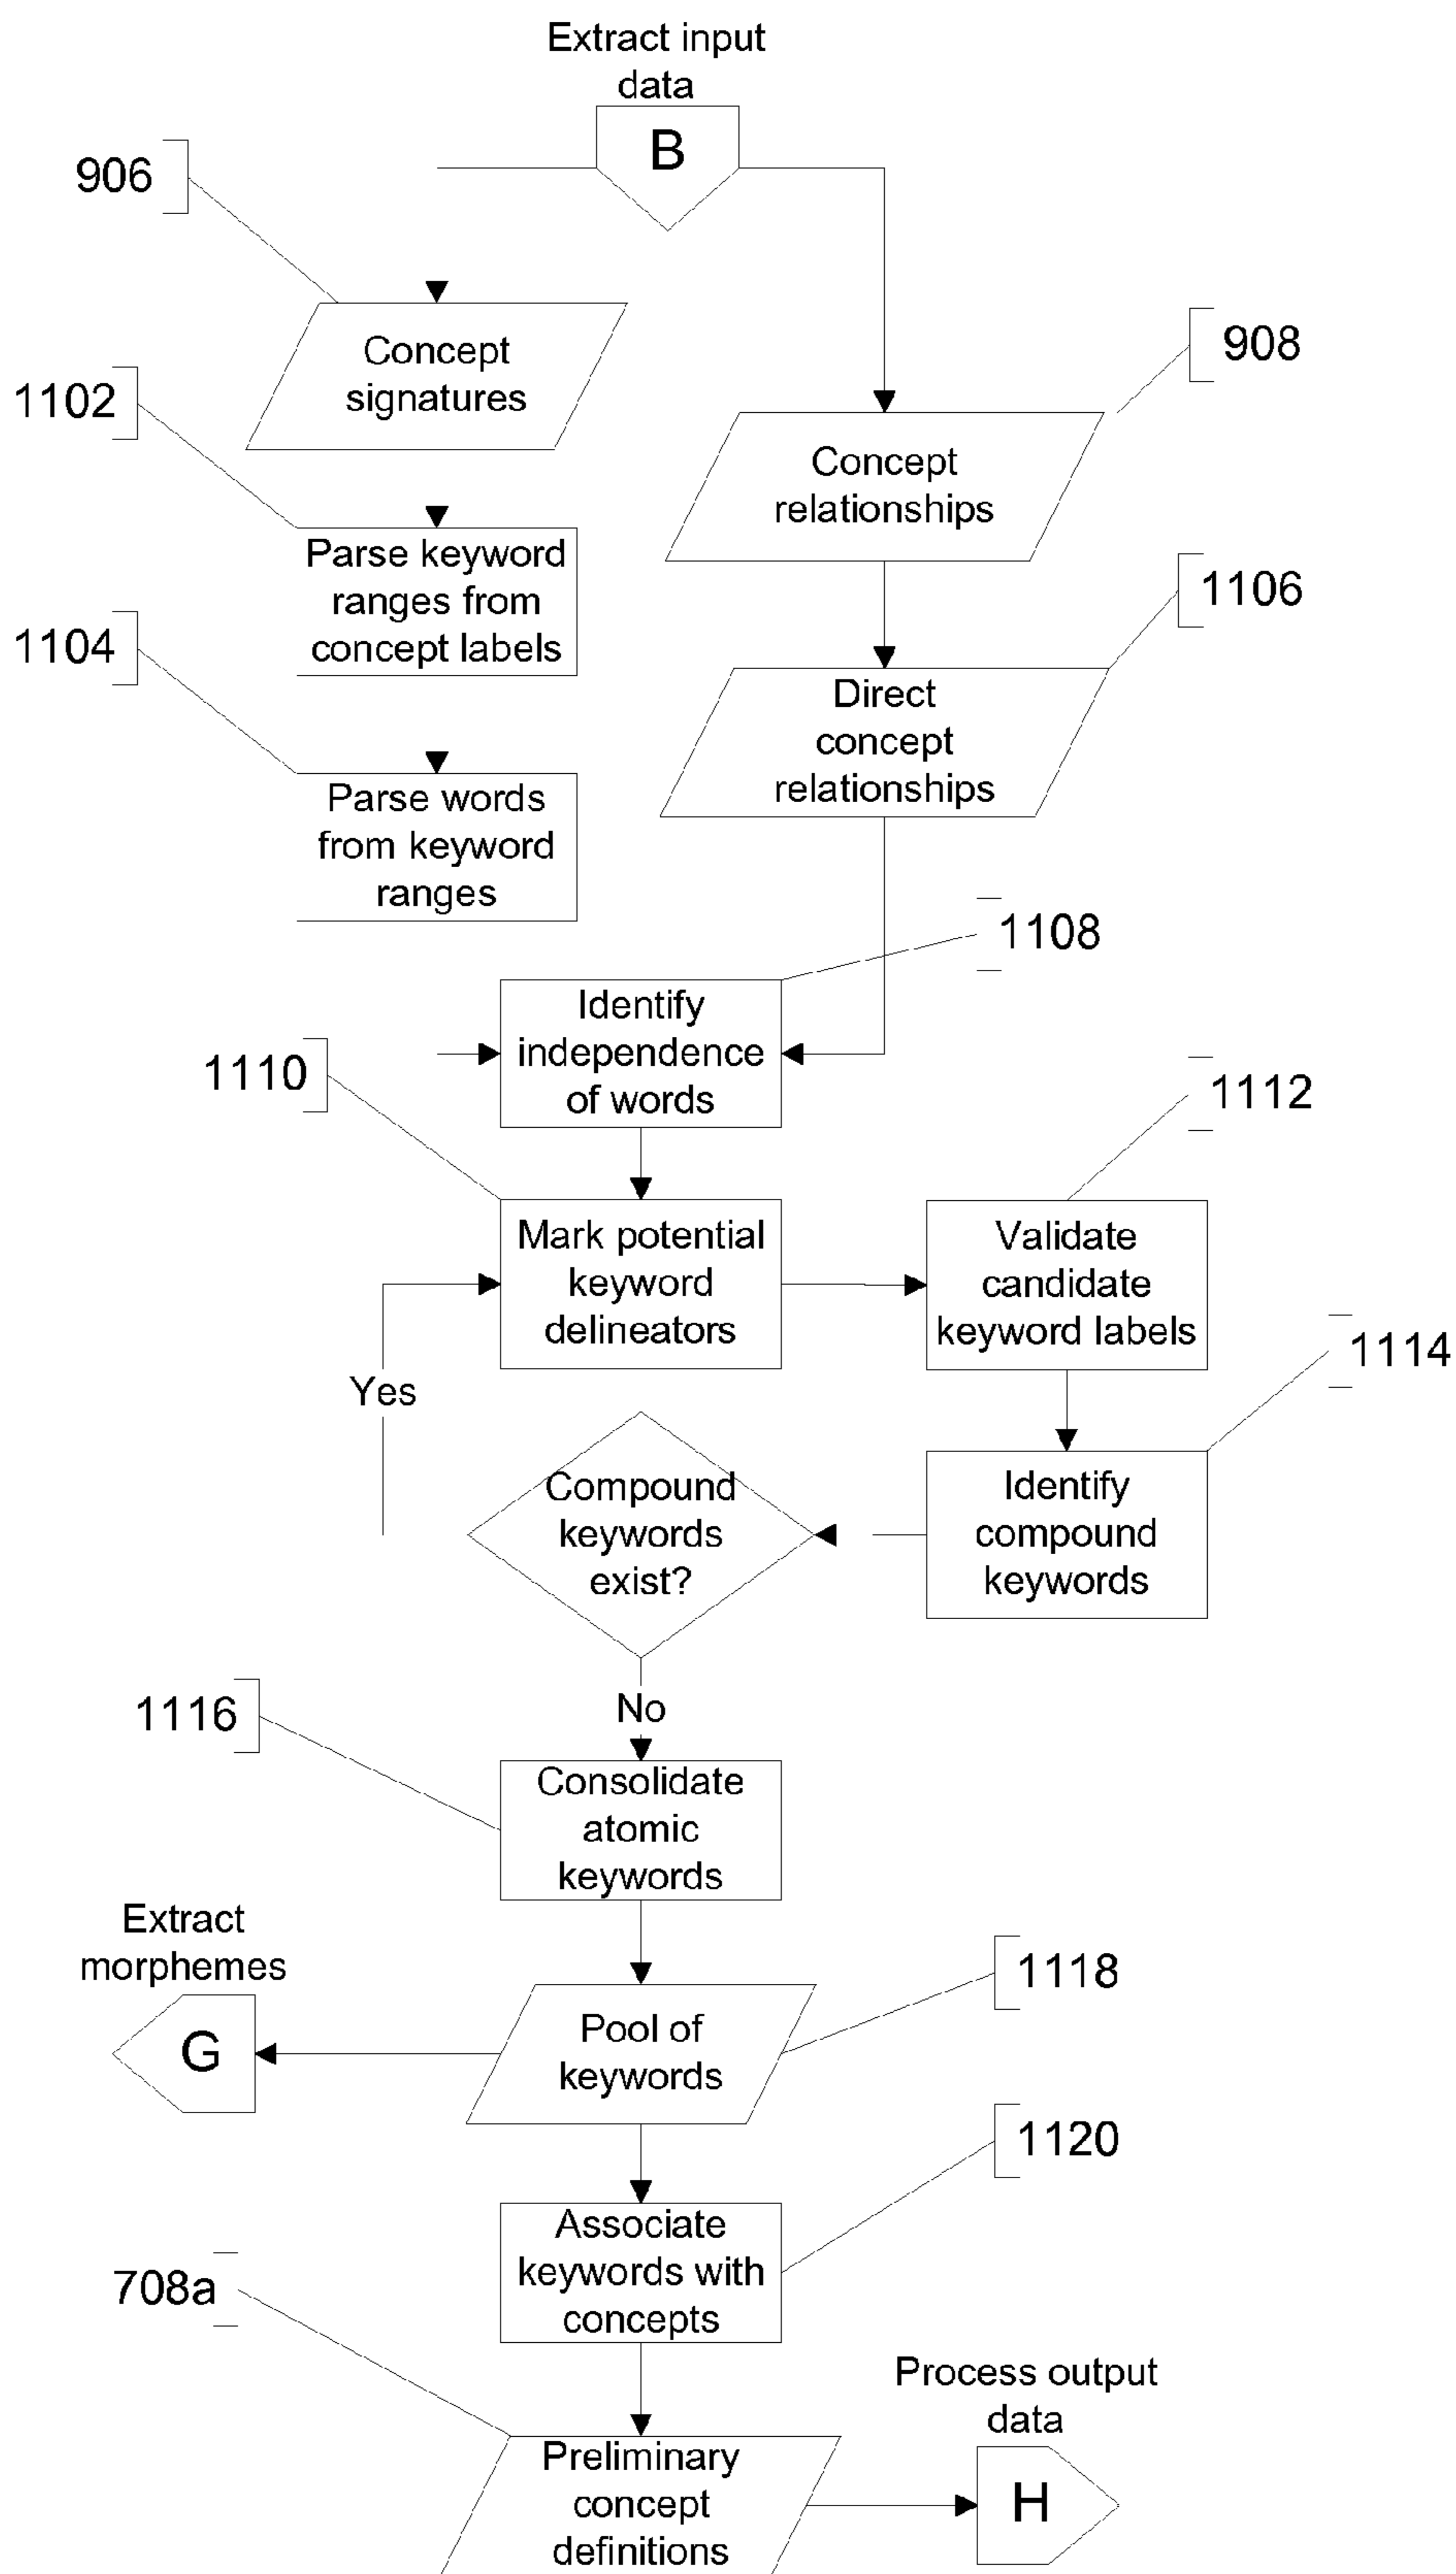 Extract input
data
B
906
Concept
signatures
908
1102
Concept
relationships
Parse keyword
ranges from
concept labels
1106
1104
Direct
concept
relationships
Parse words
from keyword
ranges
1108
Identify
independence
of words
1110
1112
Mark potential
keyword
delineators
Validate
candidate
keyword labels
1114
Yes
Compound
keywords
exist?
Identify
compound
keywords
1116
No
Consolidate
atomic
keywords
Extract
morphemes
G
1118
Pool of
keywords
1120
Associate
keywords with
concepts
708a
Process output
data
Preliminary
concept
definitions
H